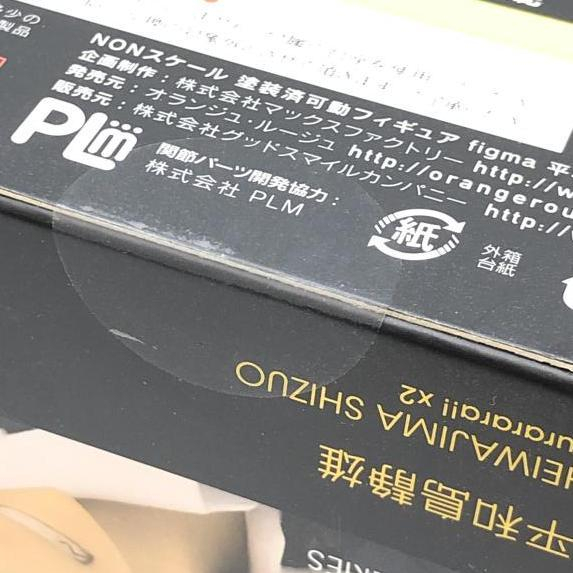 製品
NONスケール 塗装済可動フィギュア figma 平
企画制作：株式会社マックスファクトリー http://w
発売元：オランジュ・ルージュ http://orangerou
販売元：株式会社グッドスマイルカンパニー http://
PLM
関節パーツ開発協力：
株式会社 PLM
紙
外箱
台紙
urarara!! x2
HEIWAJIMA SHIZUO
平和島静雄
RIES